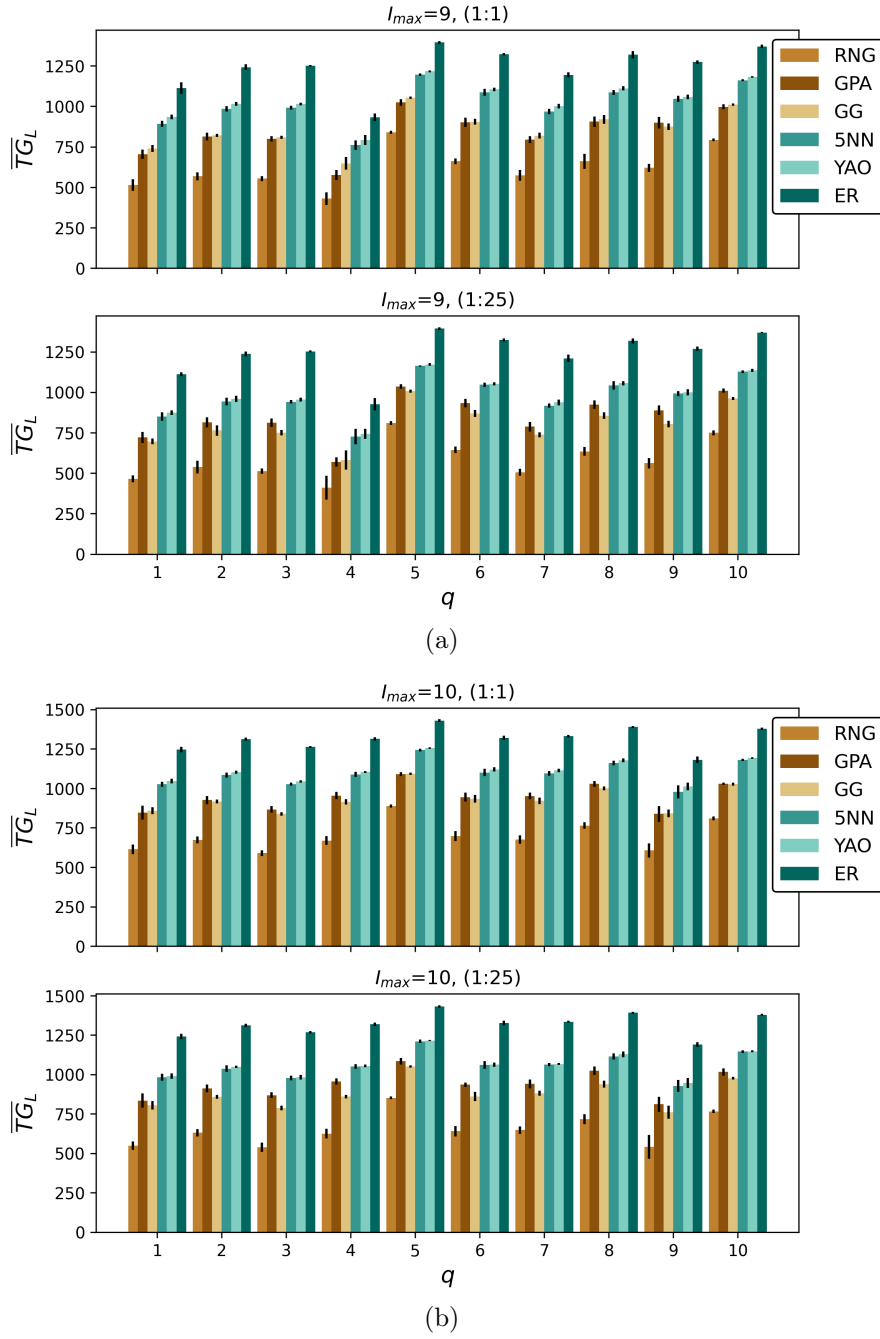 I_max=9, (1:1)
1250
1000
750
500
250
0
TG_L
RNG
GPA
GG
5NN
YAO
ER
I_max=9, (1:25)
1250
1000
750
500
250
0
TG_L
1 2 3 4 5 6 7 8 9 10
q
(a)
I_max=10, (1:1)
1500
1250
1000
750
500
250
0
TG_L
RNG
GPA
GG
5NN
YAO
ER
I_max=10, (1:25)
1500
1250
1000
750
500
250
0
TG_L
1 2 3 4 5 6 7 8 9 10
q
(b)